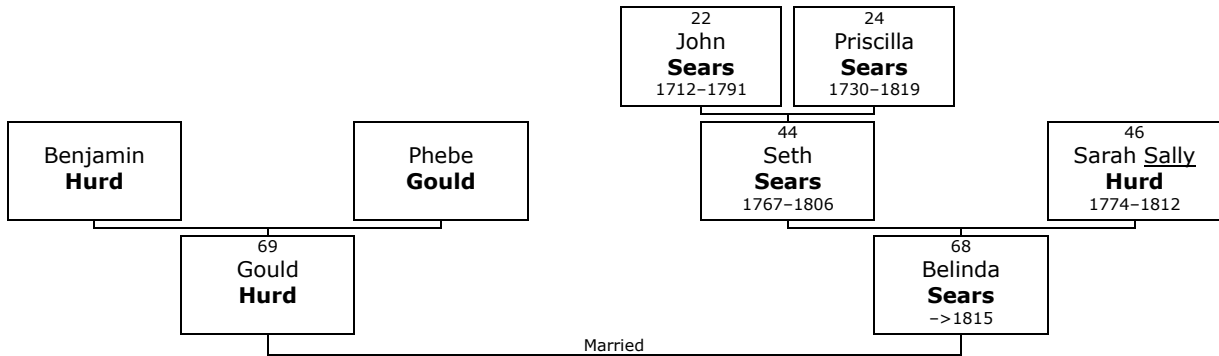 22
John
Sears
1712–1791
24
Priscilla
Sears
1730–1819
Benjamin
Hurd
Phebe
Gould
44
Seth
Sears
1767–1806
46
Sarah Sally
Hurd
1774–1812
69
Gould
Hurd
68
Belinda
Sears
–>1815
Married